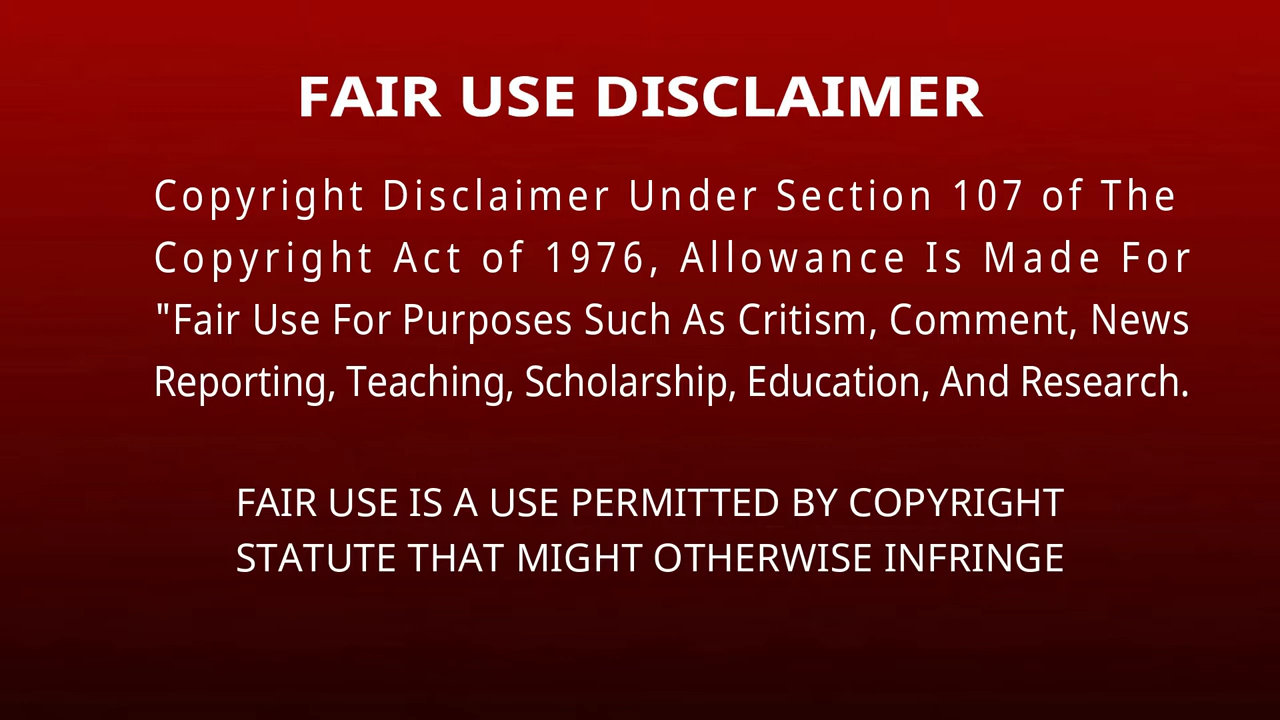 FAIR USE DISCLAIMER
Copyright Disclaimer Under Section 107 of The
Copyright Act of 1976, Allowance Is Made For
"Fair Use For Purposes Such As Critism, Comment, News
Reporting, Teaching, Scholarship, Education, And Research.
FAIR USE IS A USE PERMITTED BY COPYRIGHT
STATUTE THAT MIGHT OTHERWISE INFRINGE